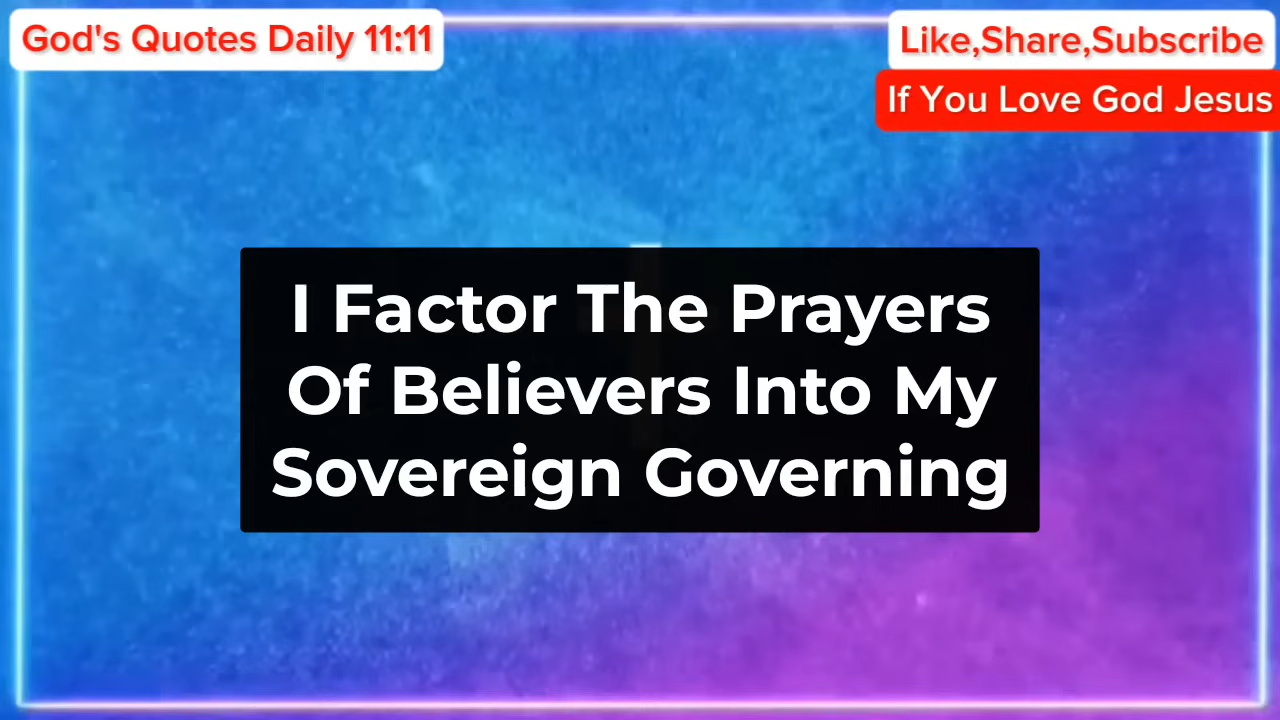 God's Quotes Daily 11:11
Like,Share,Subscribe
If You Love God Jesus
I Factor The Prayers
Of Believers Into My
Sovereign Governing